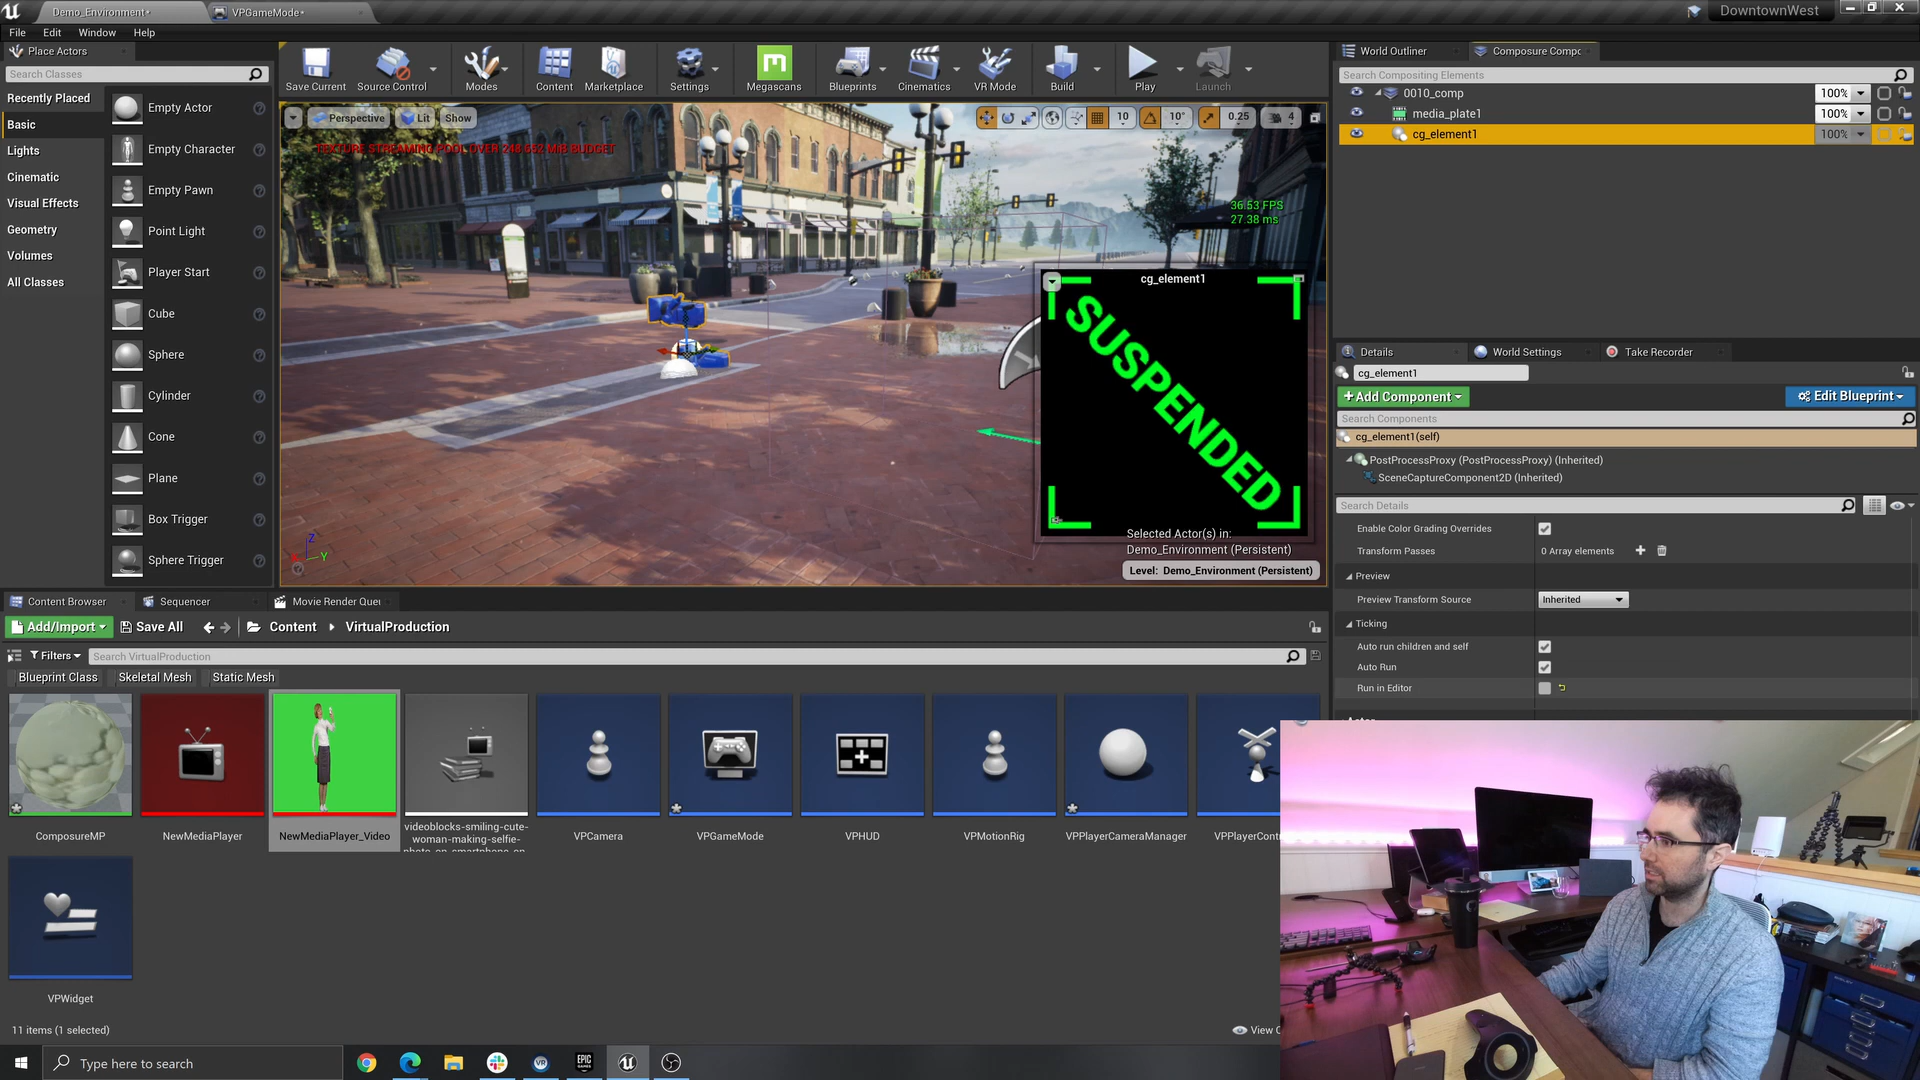 Demo_Environment•
VPGameMode•
DowntownWest
File
Edit
Window
Help
Place Actors
Search Classes
Recently Placed
Basic
Lights
Cinematic
Visual Effects
Geometry
Volumes
All Classes
Empty Actor
Empty Character
Empty Pawn
Point Light
Player Start
Cube
Sphere
Cylinder
Cone
Plane
Box Trigger
Sphere Trigger
Save Current
Source Control
Modes
Content
Marketplace
Settings
Megascans
Blueprints
Cinematics
VR Mode
Build
Play
Launch
Perspective
Lit
Show
10
10°
0.25
4
TEXTURE STREAMING POOL OVER 248.662 MiB BUDGET
36.53 FPS
27.38 ms
cg_element1
SUSPENDED
Selected Actor(s) in:
Demo_Environment (Persistent)
Level: Demo_Environment (Persistent)
Z
Y
World Outliner
Composure Compo
Search Compositing Elements
0010_comp
100%
media_plate1
100%
cg_element1
100%
Details
World Settings
Take Recorder
cg_element1
+Add Component
Edit Blueprint
Search Components
cg_element1(self)
PostProcessProxy (PostProcessProxy) (Inherited)
SceneCaptureComponent2D (Inherited)
Search Details
Enable Color Grading Overrides
Transform Passes
0 Array elements
Preview
Preview Transform Source
Inherited
Ticking
Auto run children and self
Auto Run
Run in Editor
Content Browser
Sequencer
Movie Render Que
Add/Import
Save All
Content
VirtualProduction
Filters
Search VirtualProduction
Blueprint Class
Skeletal Mesh
Static Mesh
ComposureMP
NewMediaPlayer
NewMediaPlayer_Video
videoblocks-smiling-cute-
woman-making-selfie-
VPCamera
VPGameMode
VPHUD
VPMotionRig
VPPlayerCameraManager
VPPlayerCont
VPWidget
11 items (1 selected)
View
Type here to search
EPIC
GAMES